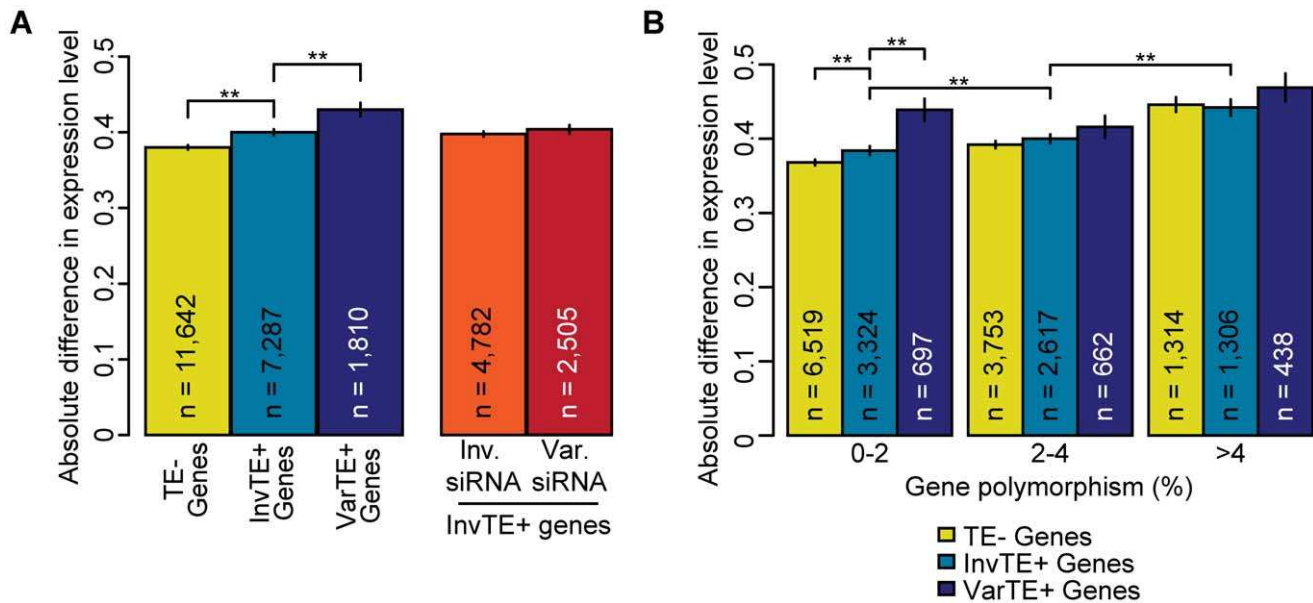 A
Absolute difference in expression level
0.5
0.4
0.3
0.2
0.1
0
**
**
n = 11,642
n = 7,287
n = 1,810
n = 4,782
n = 2,505
TE-
Genes
InvTE+
Genes
VarTE+
Genes
Inv.
siRNA
Var.
siRNA
InvTE+ genes
B
Absolute difference in expression level
0.5
0.4
0.3
0.2
0.1
0
**
**
**
**
n = 6,519
n = 3,324
n = 697
n = 3,753
n = 2,617
n = 662
n = 1,314
n = 1,306
n = 438
0-2
2-4
>4
Gene polymorphism (%)
TE- Genes
InvTE+ Genes
VarTE+ Genes